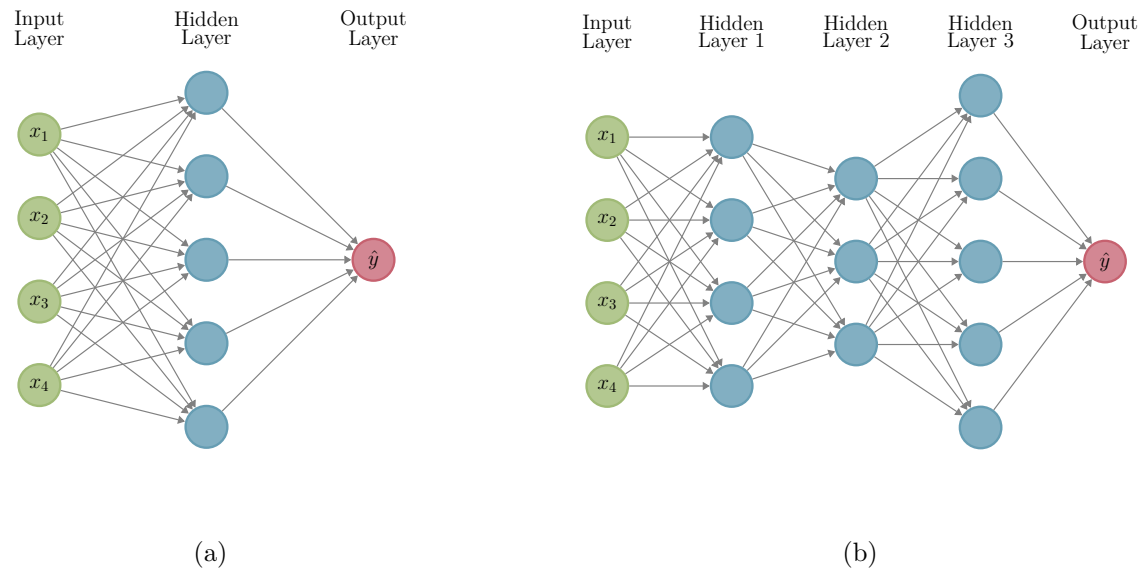 Input
Layer
Hidden
Layer
Output
Layer
x₁
x₂
x₃
x₄
ŷ
(a)
Input
Layer
Hidden
Layer 1
Hidden
Layer 2
Hidden
Layer 3
Output
Layer
x₁
x₂
x₃
x₄
ŷ
(b)